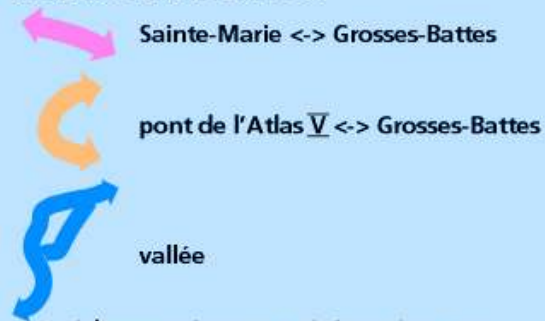 Sainte-Marie <-> Grosses-Battes
pont de l'Atlas V <-> Grosses-Battes
vallée